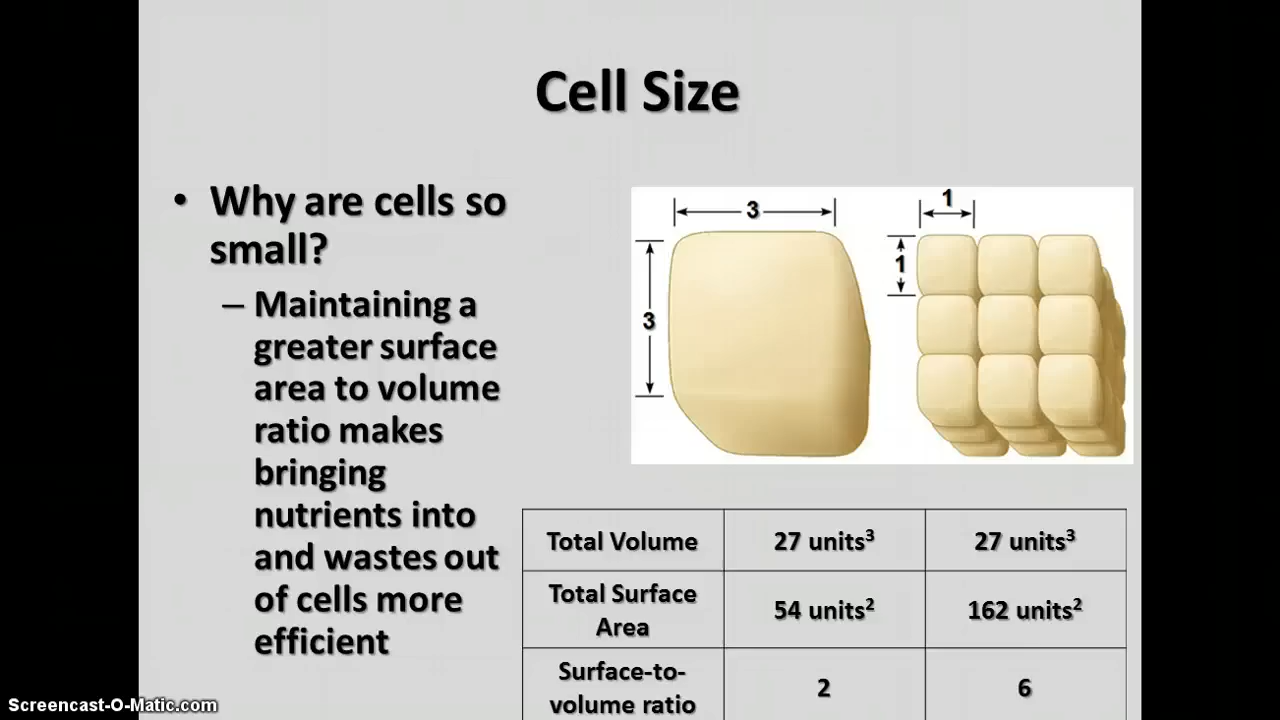 Cell Size
• Why are cells so
small?
– Maintaining a
greater surface
area to volume
ratio makes
bringing
nutrients into
and wastes out
of cells more
efficient
3
3
1
1
Total Volume 27 units³ 27 units³
Total Surface
Area 54 units² 162 units²
Surface-to-
volume ratio 2 6
Screencast-O-Matic.com